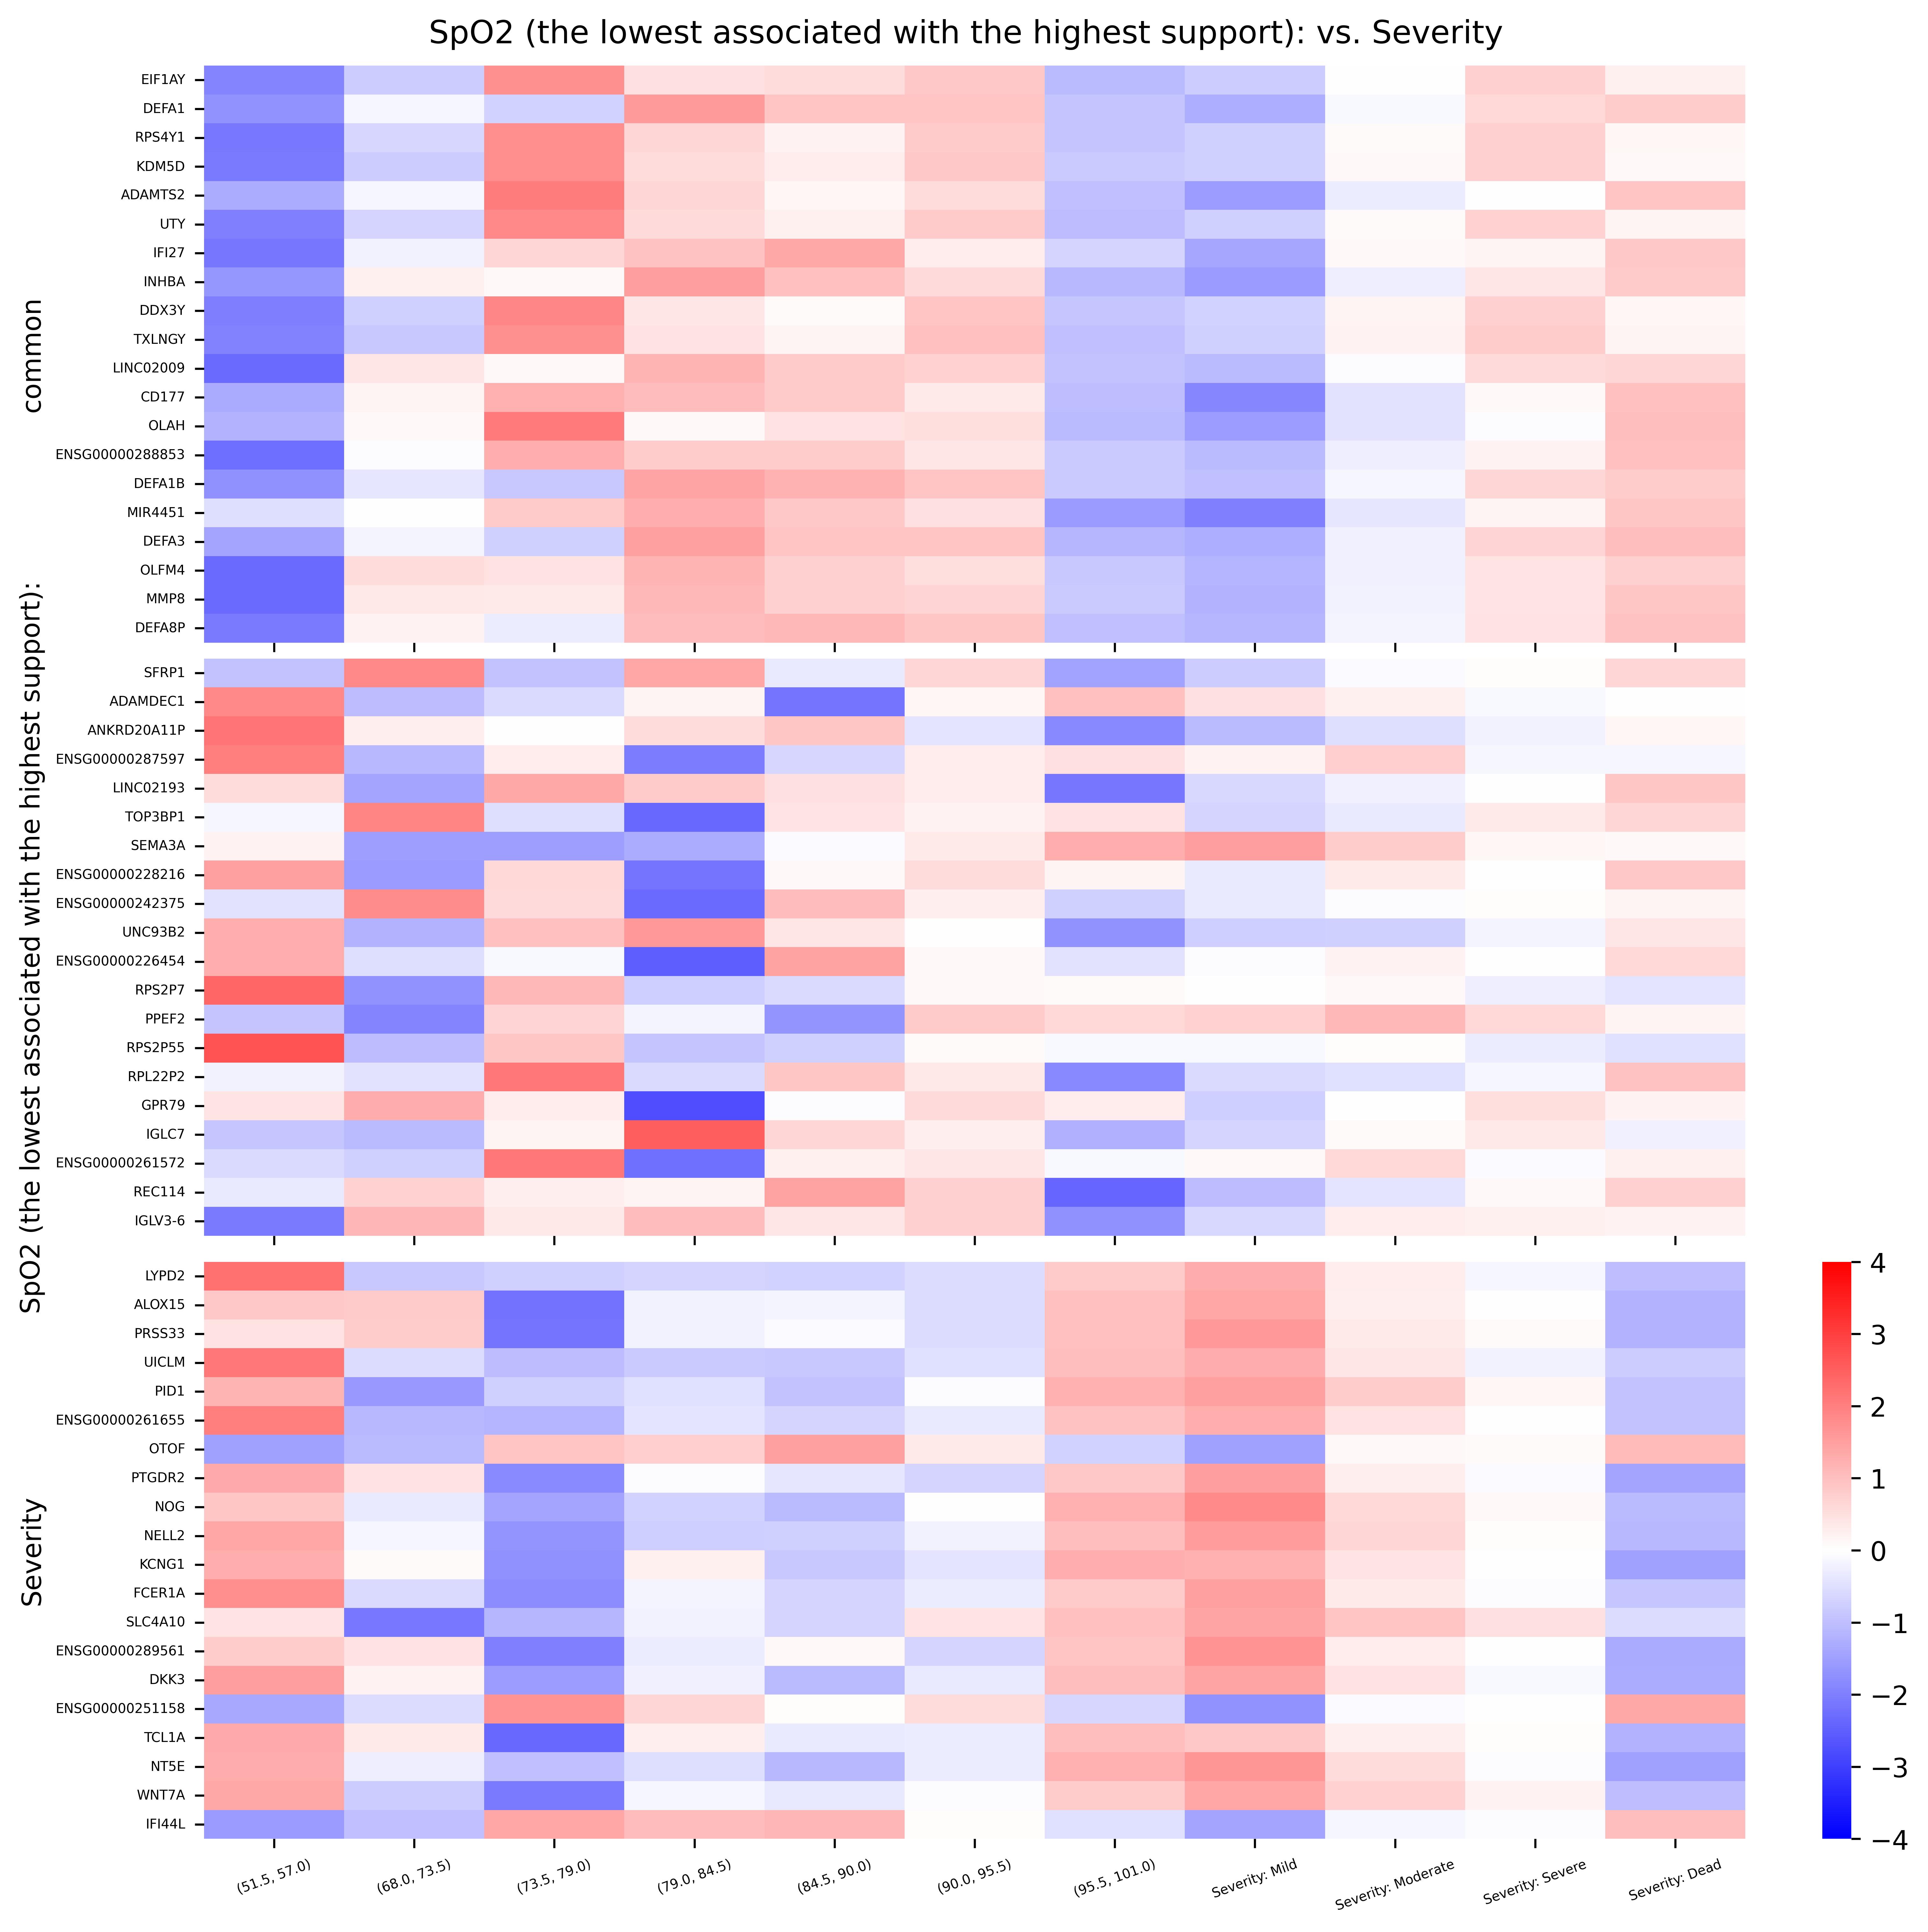 SpO2 (the lowest associated with the highest support): vs. Severity
common
EIF1AY
DEFA1
RPS4Y1
KDM5D
ADAMTS2
UTY
IFI27
INHBA
DDX3Y
TXLNGY
LINC02009
CD177
OLAH
ENSG00000288853
DEFA1B
MIR4451
DEFA3
OLFM4
MMP8
DEFA8P
SpO2 (the lowest associated with the highest support):
SFRP1
ADAMDEC1
ANKRD20A11P
ENSG00000287597
LINC02193
TOP3BP1
SEMA3A
ENSG00000228216
ENSG00000242375
UNC93B2
ENSG00000226454
RPS2P7
PPEF2
RPS2P55
RPL22P2
GPR79
IGLC7
ENSG00000261572
REC114
IGLV3-6
Severity
LYPD2
ALOX15
PRSS33
UICLM
PID1
ENSG00000261655
OTOF
PTGDR2
NOG
NELL2
KCNG1
FCER1A
SLC4A10
ENSG00000289561
DKK3
ENSG00000251158
TCL1A
NT5E
WNT7A
IFI44L
(51.5, 57.0)
(68.0, 73.5)
(73.5, 79.0)
(79.0, 84.5)
(84.5, 90.0)
(90.0, 95.5)
(95.5, 101.0)
Severity: Mild
Severity: Moderate
Severity: Severe
Severity: Dead
4
3
2
1
0
−1
−2
−3
−4